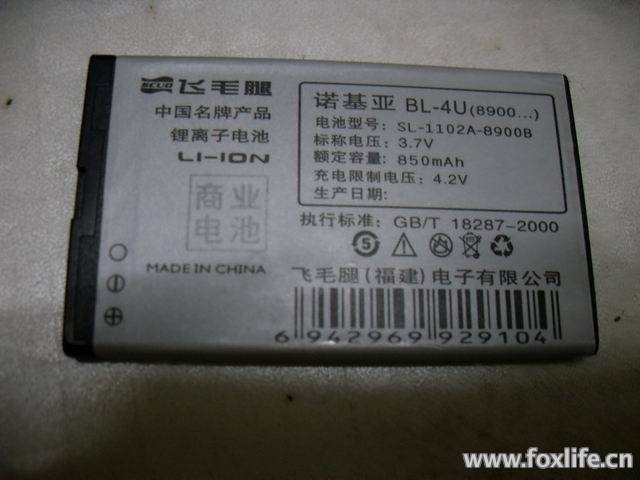 SCUD 飞毛腿
中国名牌产品
锂离子电池
LI-ION
商业
电池
MADE IN CHINA
诺基亚 BL-4U(8900...)
电池型号: SL-1102A-8900B
标称电压: 3.7V
额定容量: 850mAh
充电限制电压: 4.2V
生产日期:
执行标准: GB/T 18287-2000
5
飞毛腿(福建)电子有限公司
6 942969 929104
www.foxlife.cn